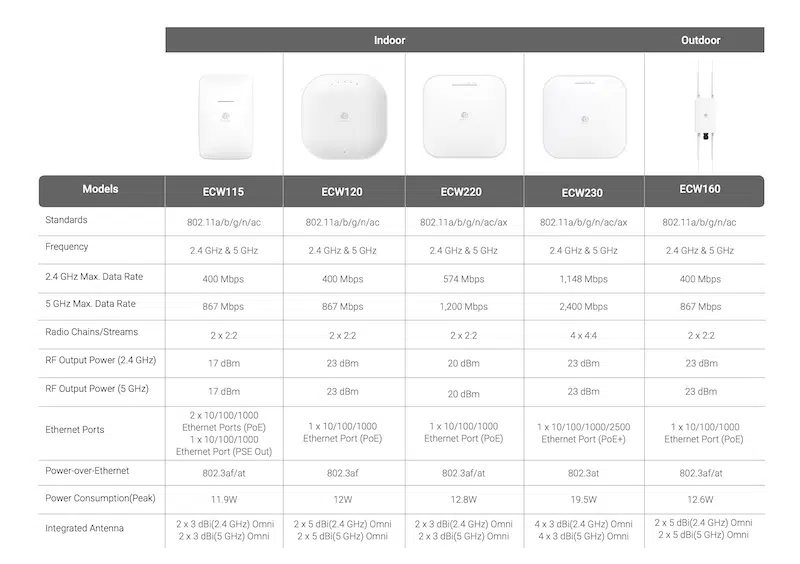 Indoor Outdoor
Models ECW115 ECW120 ECW220 ECW230 ECW160
Standards 802.11a/b/g/n/ac 802.11a/b/g/n/ac 802.11a/b/g/n/ac/ax 802.11a/b/g/n/ac/ax 802.11a/b/g/n/ac
Frequency 2.4 GHz & 5 GHz 2.4 GHz & 5 GHz 2.4 GHz & 5 GHz 2.4 GHz & 5 GHz 2.4 GHz & 5 GHz
2.4 GHz Max. Data Rate 400 Mbps 400 Mbps 574 Mbps 1,148 Mbps 400 Mbps
5 GHz Max. Data Rate 867 Mbps 867 Mbps 1,200 Mbps 2,400 Mbps 867 Mbps
Radio Chains/Streams 2 x 2:2 2 x 2:2 2 x 2:2 4 x 4:4 2 x 2:2
RF Output Power (2.4 GHz) 17 dBm 23 dBm 20 dBm 23 dBm 23 dBm
RF Output Power (5 GHz) 17 dBm 23 dBm 20 dBm 23 dBm 23 dBm
Ethernet Ports
2 x 10/100/1000
Ethernet Ports (PoE)
1 x 10/100/1000
Ethernet Port (PSE Out)
1 x 10/100/1000
Ethernet Port (PoE)
1 x 10/100/1000
Ethernet Port (PoE)
1 x 10/100/1000/2500
Ethernet Port (PoE+)
1 x 10/100/1000
Ethernet Port (PoE)
Power-over-Ethernet 802.3af/at 802.3af 802.3af/at 802.3at 802.3af/at
Power Consumption(Peak) 11.9W 12W 12.8W 19.5W 12.6W
Integrated Antenna
2 x 3 dBi(2.4 GHz) Omni
2 x 3 dBi(5 GHz) Omni
2 x 5 dBi(2.4 GHz) Omni
2 x 5 dBi(5 GHz) Omni
2 x 3 dBi(2.4 GHz) Omni
2 x 3 dBi(5 GHz) Omni
4 x 3 dBi(2.4 GHz) Omni
4 x 3 dBi(5 GHz) Omni
2 x 5 dBi(2.4 GHz) Omni
2 x 5 dBi(5 GHz) Omni